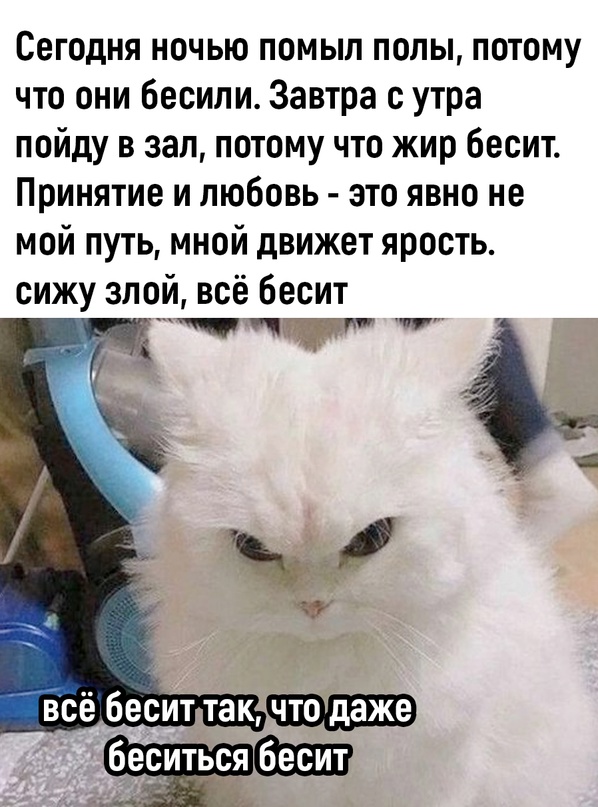 Сегодня ночью помыл полы, потому
что они бесили. Завтра с утра
пойду в зал, потому что жир бесит.
Принятие и любовь - это явно не
мой путь, мной движет ярость.
сижу злой, всё бесит
всё бесит так, что даже
беситься бесит